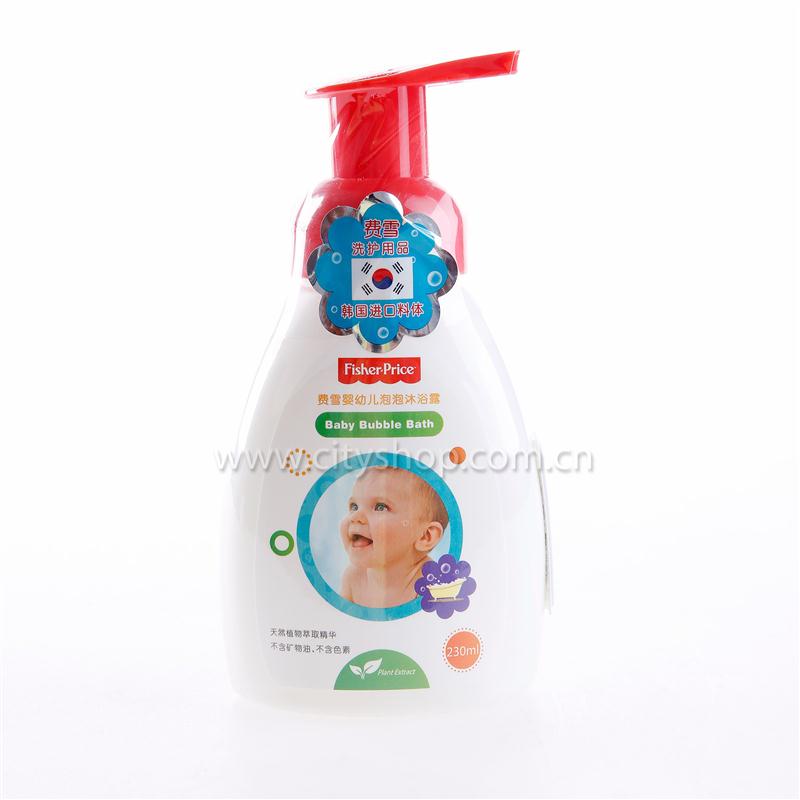 费雪
洗护用品
韩国进口料体
Fisher-Price
费雪婴幼儿泡泡沐浴露
Baby Bubble Bath
www.cityshop.com.cn
天然植物萃取精华
不含矿物油,不含色素
230ml
Plant Extract